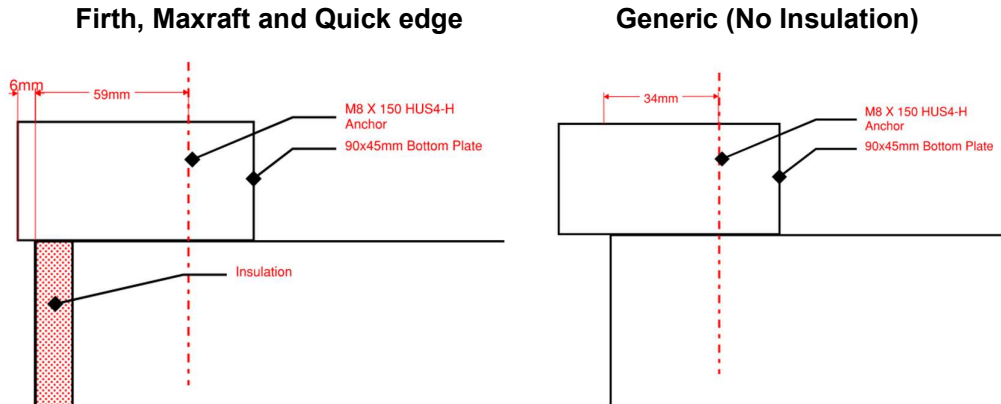 Firth, Maxraft and Quick edge
Generic (No Insulation)
6mm
59mm
M8 X 150 HUS4-H
Anchor
90x45mm Bottom Plate
Insulation
34mm
M8 X 150 HUS4-H
Anchor
90x45mm Bottom Plate